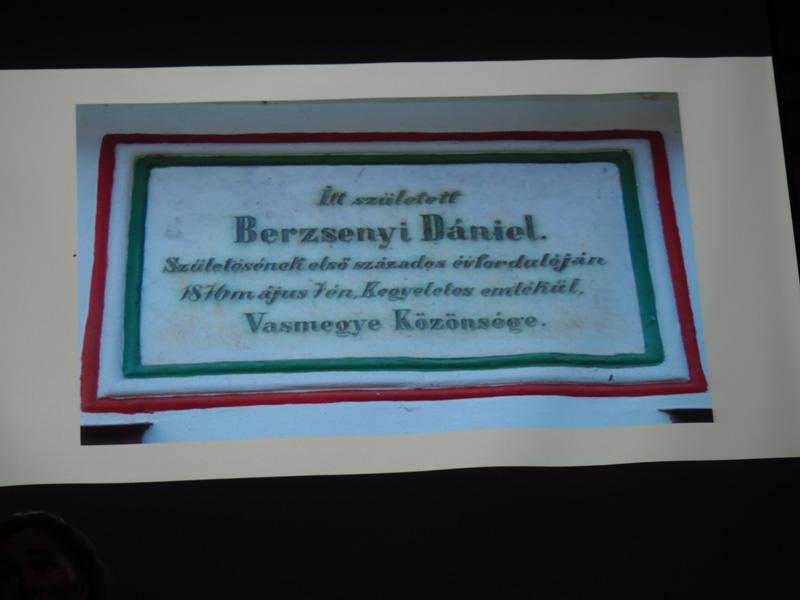 Itt született
Berzsenyi Dániel.
Születésének első százados évfordulóján
1876 május 7én, Kegyeletes emlékül,
Vasmegye Közönsége.